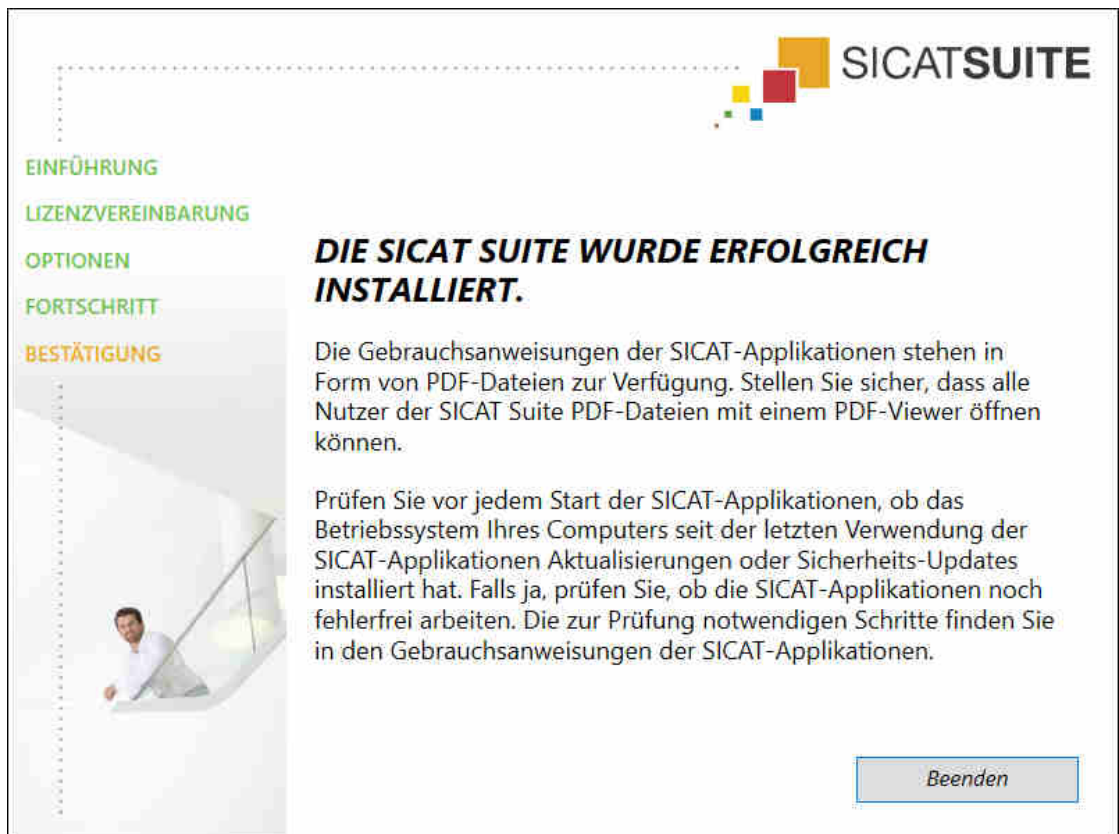 SICATSUITE
EINFÜHRUNG
LIZENZVEREINBARUNG
OPTIONEN
FORTSCHRITT
BESTÄTIGUNG
DIE SICAT SUITE WURDE ERFOLGREICH
INSTALLIERT.
Die Gebrauchsanweisungen der SICAT-Applikationen stehen in
Form von PDF-Dateien zur Verfügung. Stellen Sie sicher, dass alle
Nutzer der SICAT Suite PDF-Dateien mit einem PDF-Viewer öffnen
können.
Prüfen Sie vor jedem Start der SICAT-Applikationen, ob das
Betriebssystem Ihres Computers seit der letzten Verwendung der
SICAT-Applikationen Aktualisierungen oder Sicherheits-Updates
installiert hat. Falls ja, prüfen Sie, ob die SICAT-Applikationen noch
fehlerfrei arbeiten. Die zur Prüfung notwendigen Schritte finden Sie
in den Gebrauchsanweisungen der SICAT-Applikationen.
Beenden